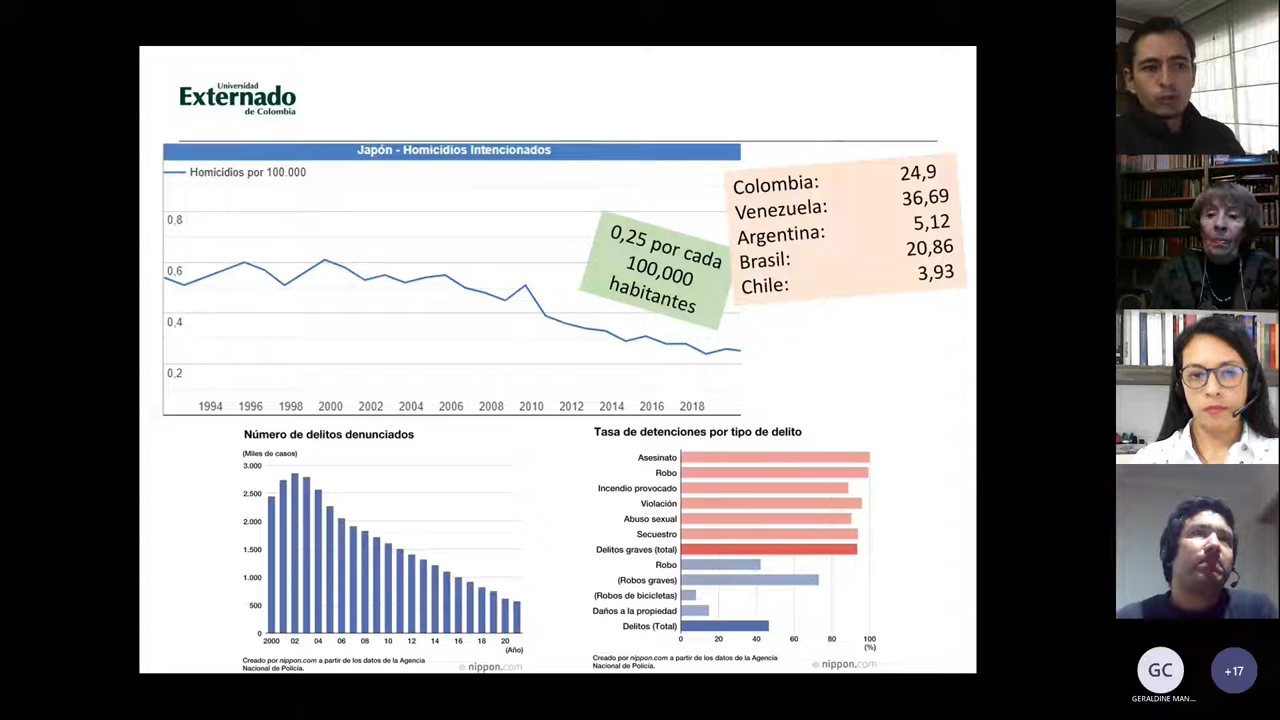 Universidad
Externado
de Colombia
Japón - Homicidios Intencionados
Homicidios por 100.000
0,8
0,6
0,4
0,2
1994 1996 1998 2000 2002 2004 2006 2008 2010 2012 2014 2016 2018
0,25 por cada
100,000
habitantes
Colombia: 24,9
Venezuela: 36,69
Argentina: 5,12
Brasil: 20,86
Chile: 3,93
Número de delitos denunciados
(Miles de casos)
3.000
2.500
2.000
1.500
1.000
500
0
2000 02 04 06 08 10 12 14 16 18 20
(Año)
Creado por nippon.com a partir de los datos de la Agencia
Nacional de Policía.
nippon.com
Tasa de detenciones por tipo de delito
Asesinato
Robo
Incendio provocado
Violación
Abuso sexual
Secuestro
Delitos graves (total)
Robo
(Robos graves)
(Robos de bicicletas)
Daños a la propiedad
Delitos (Total)
0 20 40 60 80 100
(%)
Creado por nippon.com a partir de los datos de la Agencia
Nacional de Policía.
nippon.com
GC
GERALDINE MAN...
+17